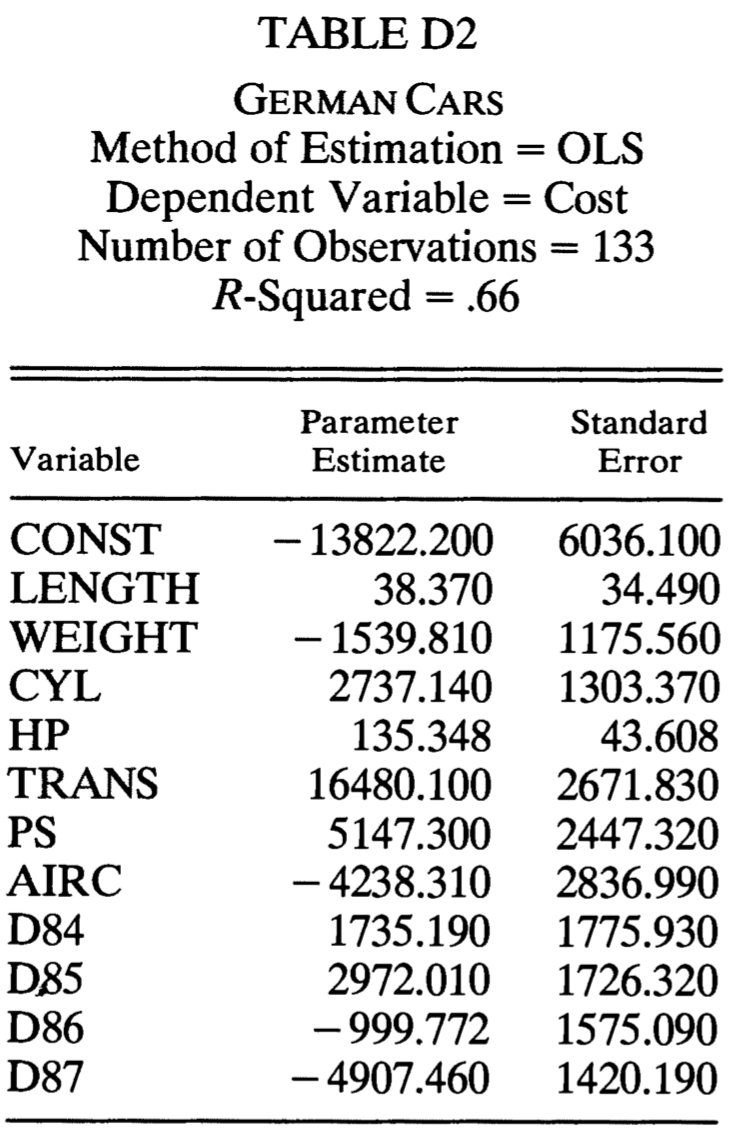 TABLE D2
GERMAN CARS
Method of Estimation = OLS
Dependent Variable = Cost
Number of Observations = 133
R-Squared = .66
Parameter Standard
Variable Estimate Error
CONST −13822.200 6036.100
LENGTH 38.370 34.490
WEIGHT −1539.810 1175.560
CYL 2737.140 1303.370
HP 135.348 43.608
TRANS 16480.100 2671.830
PS 5147.300 2447.320
AIRC −4238.310 2836.990
D84 1735.190 1775.930
D85 2972.010 1726.320
D86 −999.772 1575.090
D87 −4907.460 1420.190